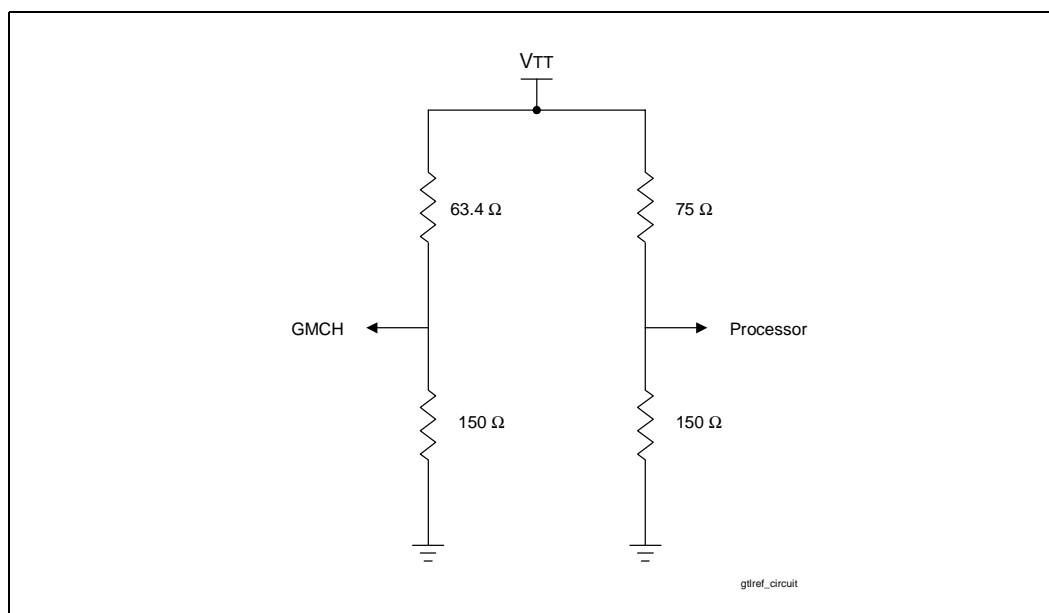 VTT
63.4 Ω
75 Ω
GMCH
Processor
150 Ω
150 Ω
gtlref_circuit